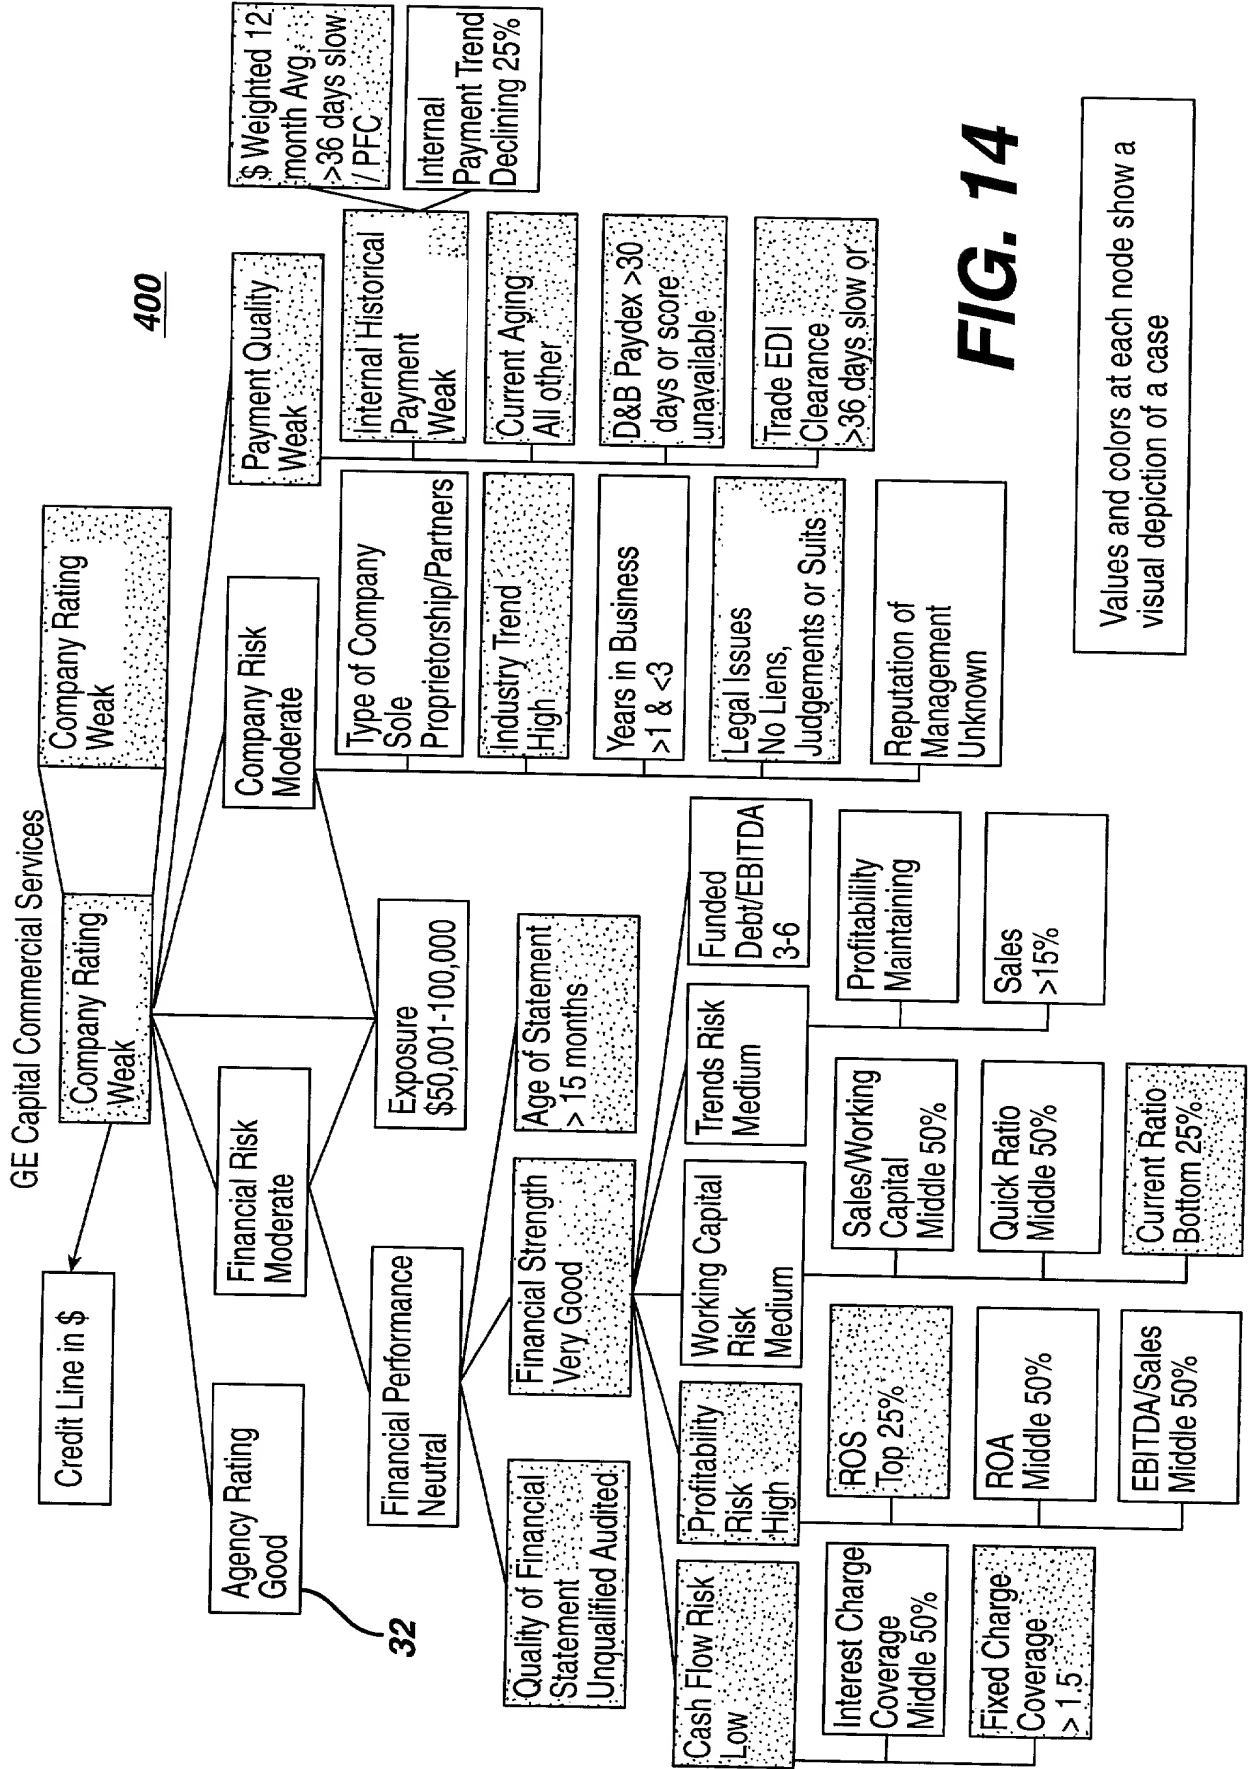 GE Capital Commercial Services
400
Credit Line in $
Company Rating
Weak
Company Rating
Weak
Agency Rating
Good
32
Financial Risk
Moderate
Company Risk
Moderate
Payment Quality
Weak
$ Weighted 12
month Avg.
>36 days slow
/ PFC
Internal
Payment Trend
Declining 25%
Financial Performance
Neutral
Exposure
$50,001-100,000
Type of Company
Sole
Proprietorship/Partners
Industry Trend
High
Years in Business
>1 & <3
Legal Issues
No Liens,
Judgements or Suits
Reputation of
Management
Unknown
Internal Historical
Payment
Weak
Current Aging
All other
D&B Paydex >30
days or score
unavailable
Trade EDI
Clearance
>36 days slow or
Quality of Financial
Statement
Unqualified Audited
Financial Strength
Very Good
Age of Statement
> 15 months
Cash Flow Risk
Low
Interest Charge
Coverage
Middle 50%
Fixed Charge
Coverage
> 1.5
Profitability
Risk
High
ROS
Top 25%
ROA
Middle 50%
EBITDA/Sales
Middle 50%
Working Capital
Risk
Medium
Sales/Working
Capital
Middle 50%
Quick Ratio
Middle 50%
Current Ratio
Bottom 25%
Trends Risk
Medium
Profitability
Maintaining
Sales
>15%
Funded
Debt/EBITDA
3-6
Values and colors at each node show a
visual depiction of a case
FIG. 14